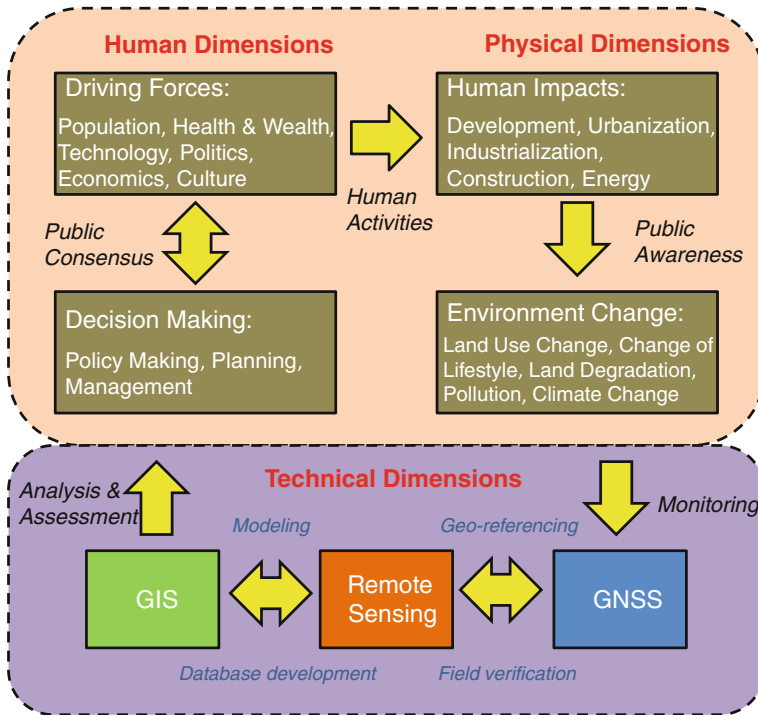 Human Dimensions
Physical Dimensions
Driving Forces:
Population, Health & Wealth,
Technology, Politics,
Economics, Culture
Human
Activities
Human Impacts:
Development, Urbanization,
Industrialization,
Construction, Energy
Public
Consensus
Public
Awareness
Decision Making:
Policy Making, Planning,
Management
Environment Change:
Land Use Change, Change of
Lifestyle, Land Degradation,
Pollution, Climate Change
Technical Dimensions
Analysis &
Assessment
Monitoring
Modeling
Geo-referencing
GIS
Remote
Sensing
GNSS
Database development
Field verification